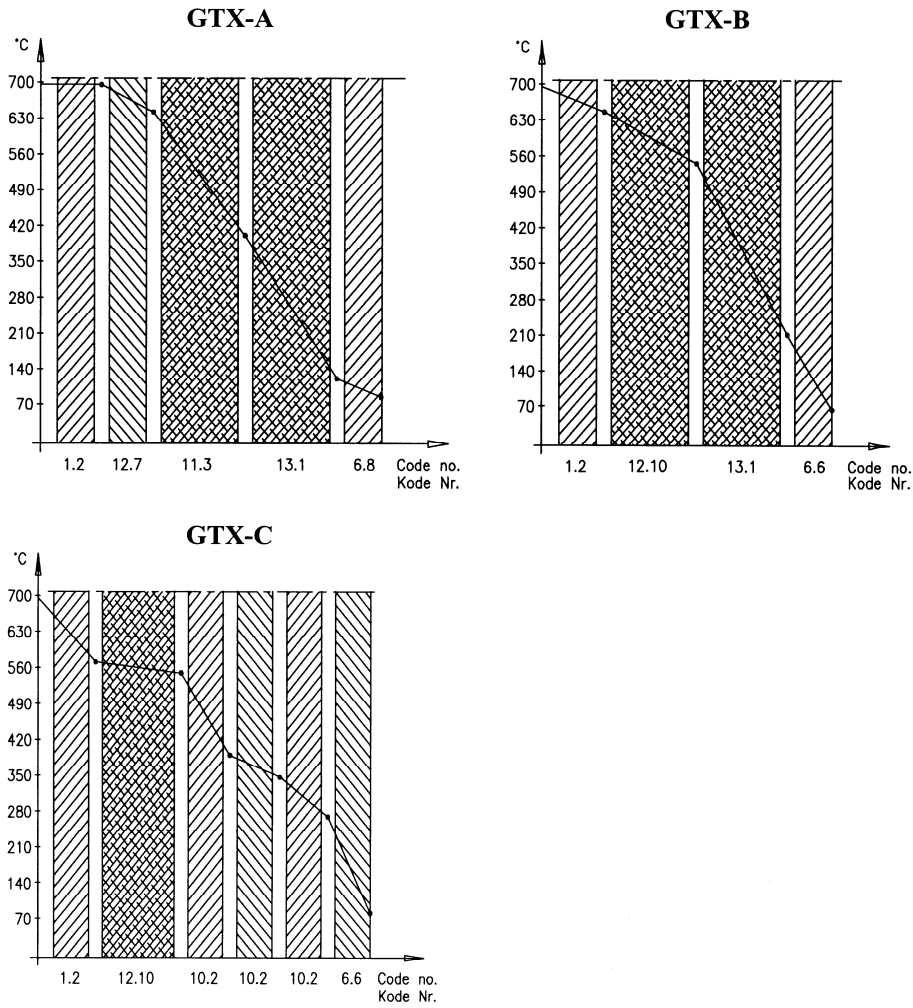 GTX-A
°C
700
630
560
490
420
350
280
210
140
70
1.2 12.7 11.3 13.1 6.8 Code no.
Kode Nr.
GTX-B
°C
700
630
560
490
420
350
280
210
140
70
1.2 12.10 13.1 6.6 Code no.
Kode Nr.
GTX-C
°C
700
630
560
490
420
350
280
210
140
70
1.2 12.10 10.2 10.2 10.2 6.6 Code no.
Kode Nr.